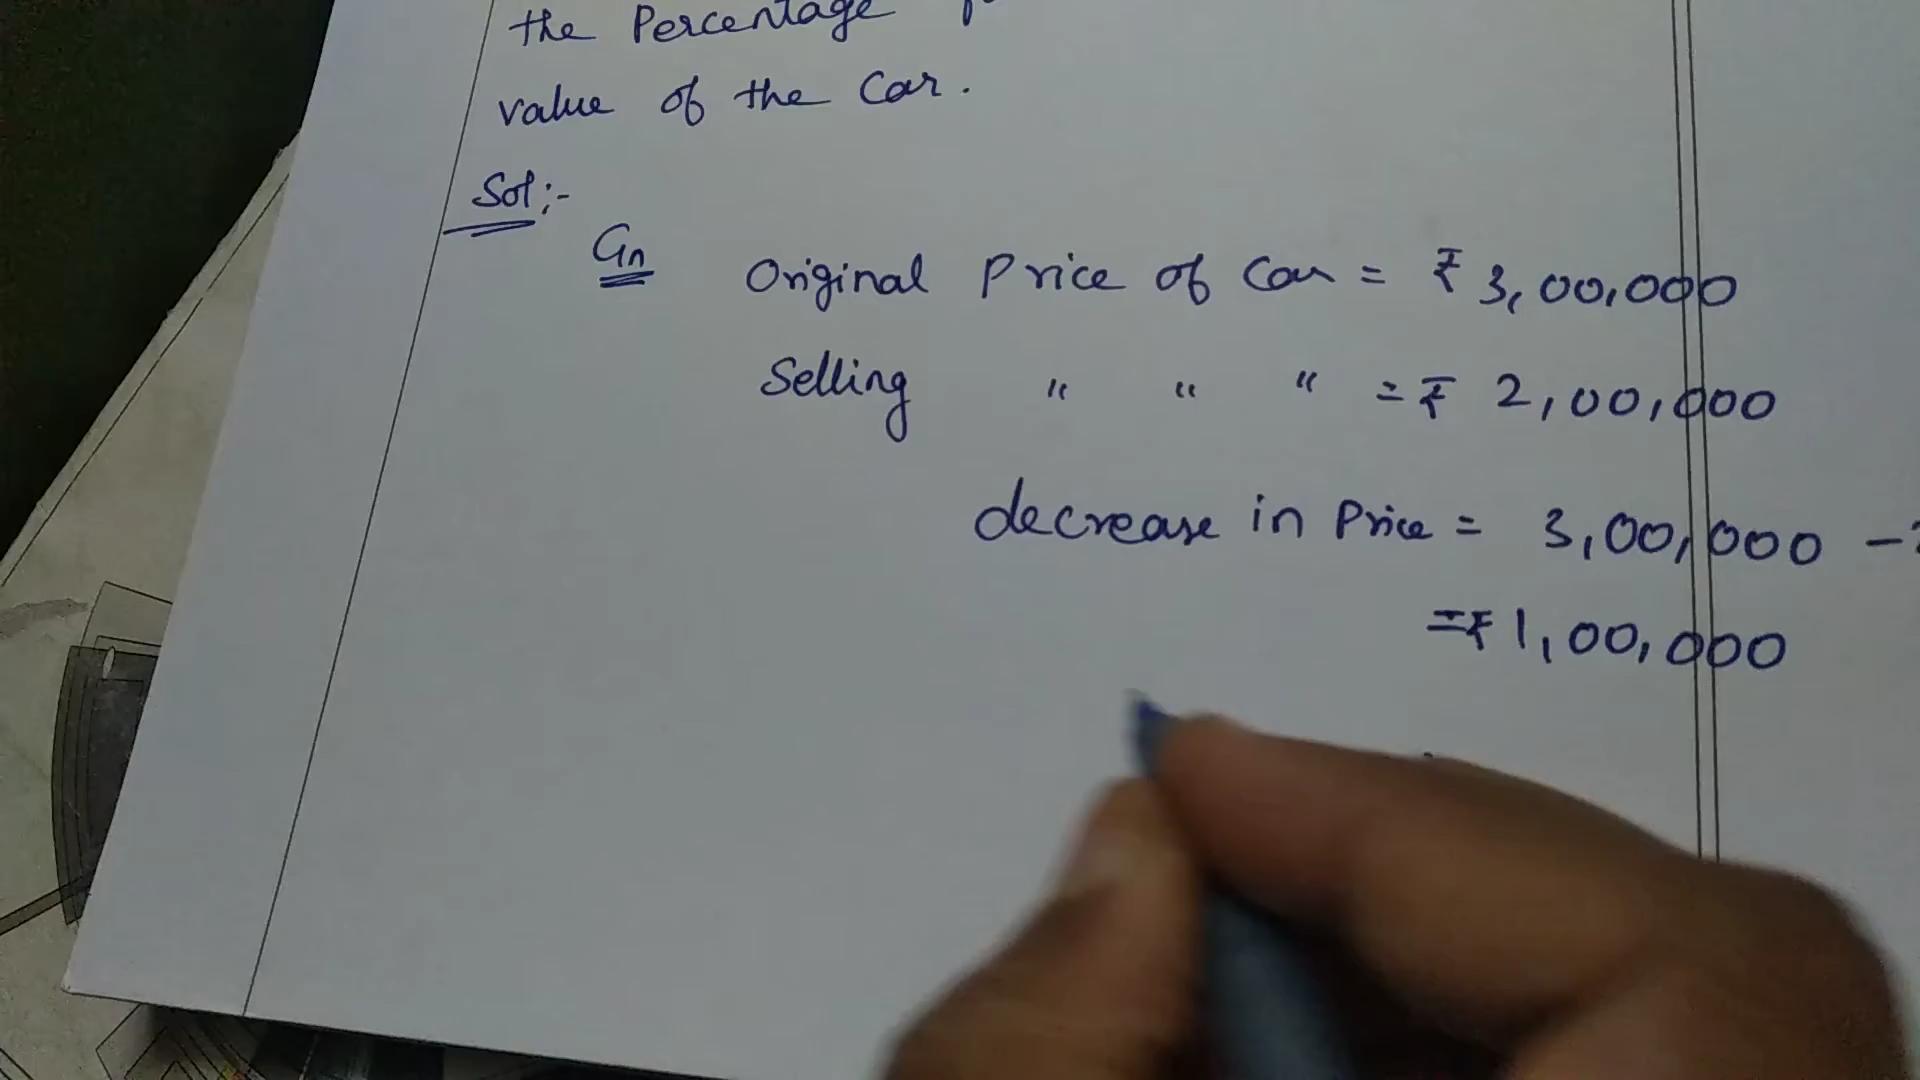 the Percentage
value of the Car.
Sol:-
Gn Original Price of Car = ₹ 3,00,000
Selling " " " = ₹ 2,00,000
decrease in Price = 3,00,000 -
= ₹ 1,00,000